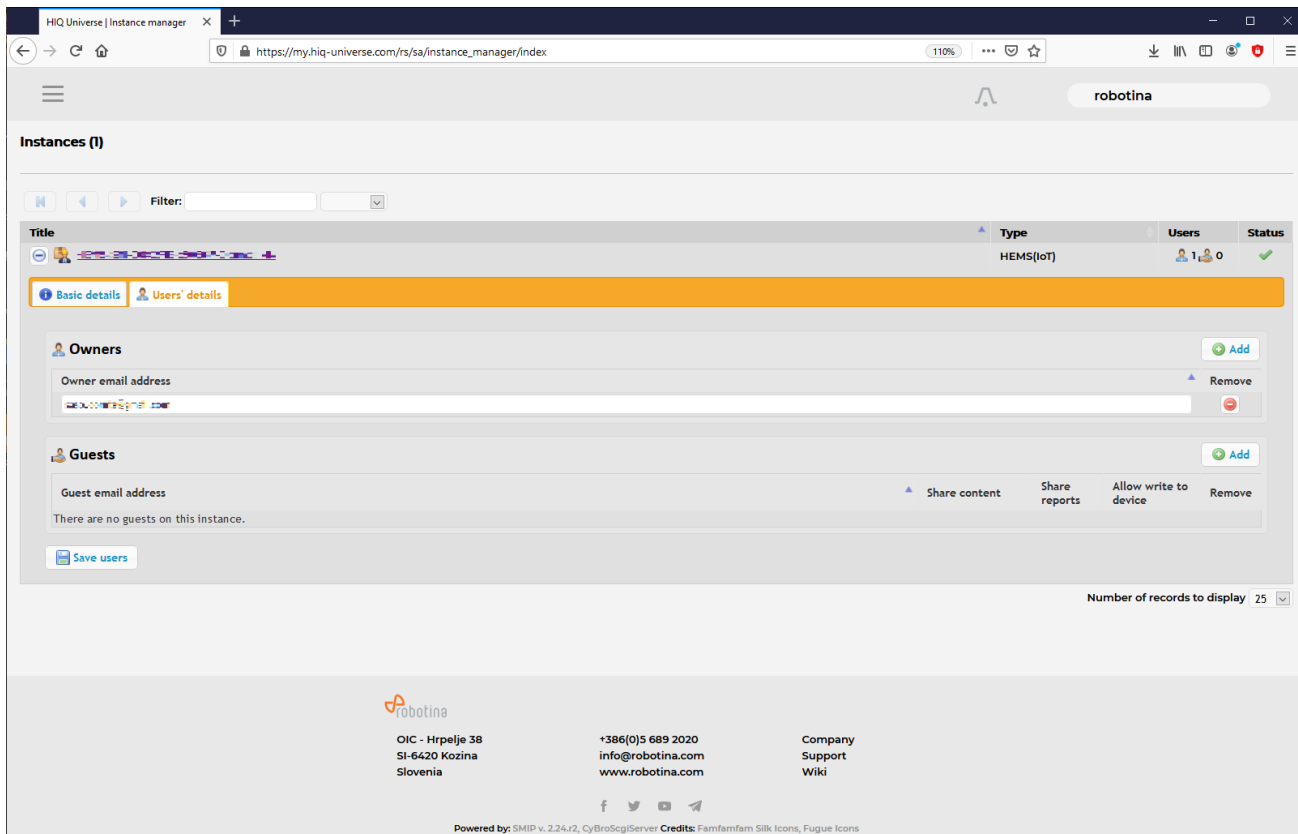 HIQ Universe | Instance manager
https://my.hiq-universe.com/rs/sa/instance_manager/index
110%
robotina
Instances (1)
Filter:
Title Type Users Status
HEMS(IoT) 1 0
Basic details Users' details
Owners Add
Owner email address Remove
Guests Add
Guest email address Share content Share reports Allow write to device Remove
There are no guests on this instance.
Save users
Number of records to display 25
robotina
OIC - Hrpelje 38 +386(0)5 689 2020 Company
SI-6420 Kozina info@robotina.com Support
Slovenia www.robotina.com Wiki
Powered by: SMIP v. 2.24.r2, CyBroScgiServer Credits: Famfamfam Silk Icons, Fugue Icons